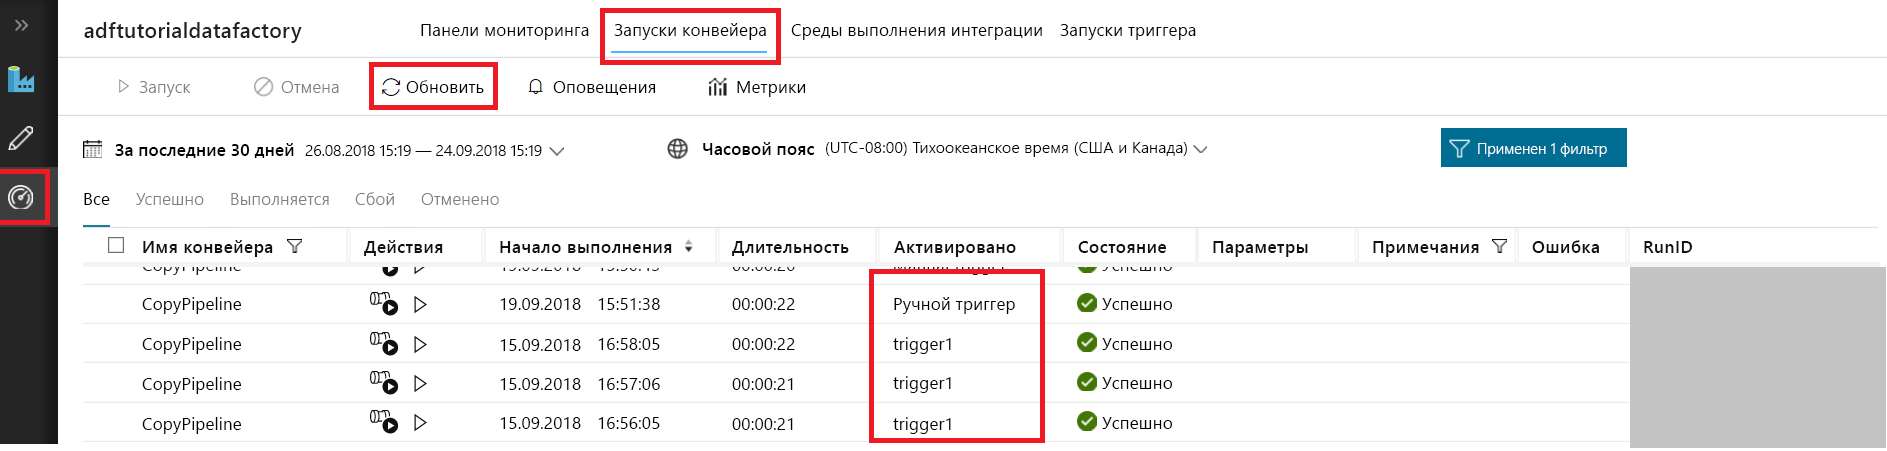 adftutorialdatafactory Панели мониторинга Запуски конвейера Среды выполнения интеграции Запуски триггера
Запуск Отмена Обновить Оповещения Метрики
За последние 30 дней 26.08.2018 15:19 — 24.09.2018 15:19 Часовой пояс (UTC-08:00) Тихоокеанское время (США и Канада) Применен 1 фильтр
Все Успешно Выполняется Сбой Отменено
Имя конвейера Действия Начало выполнения Длительность Активировано Состояние Параметры Примечания Ошибка RunID
CopyPipeline 19.09.2018 15:51:38 00:00:22 Ручной триггер Успешно
CopyPipeline 15.09.2018 16:58:05 00:00:22 trigger1 Успешно
CopyPipeline 15.09.2018 16:57:06 00:00:21 trigger1 Успешно
CopyPipeline 15.09.2018 16:56:05 00:00:21 trigger1 Успешно